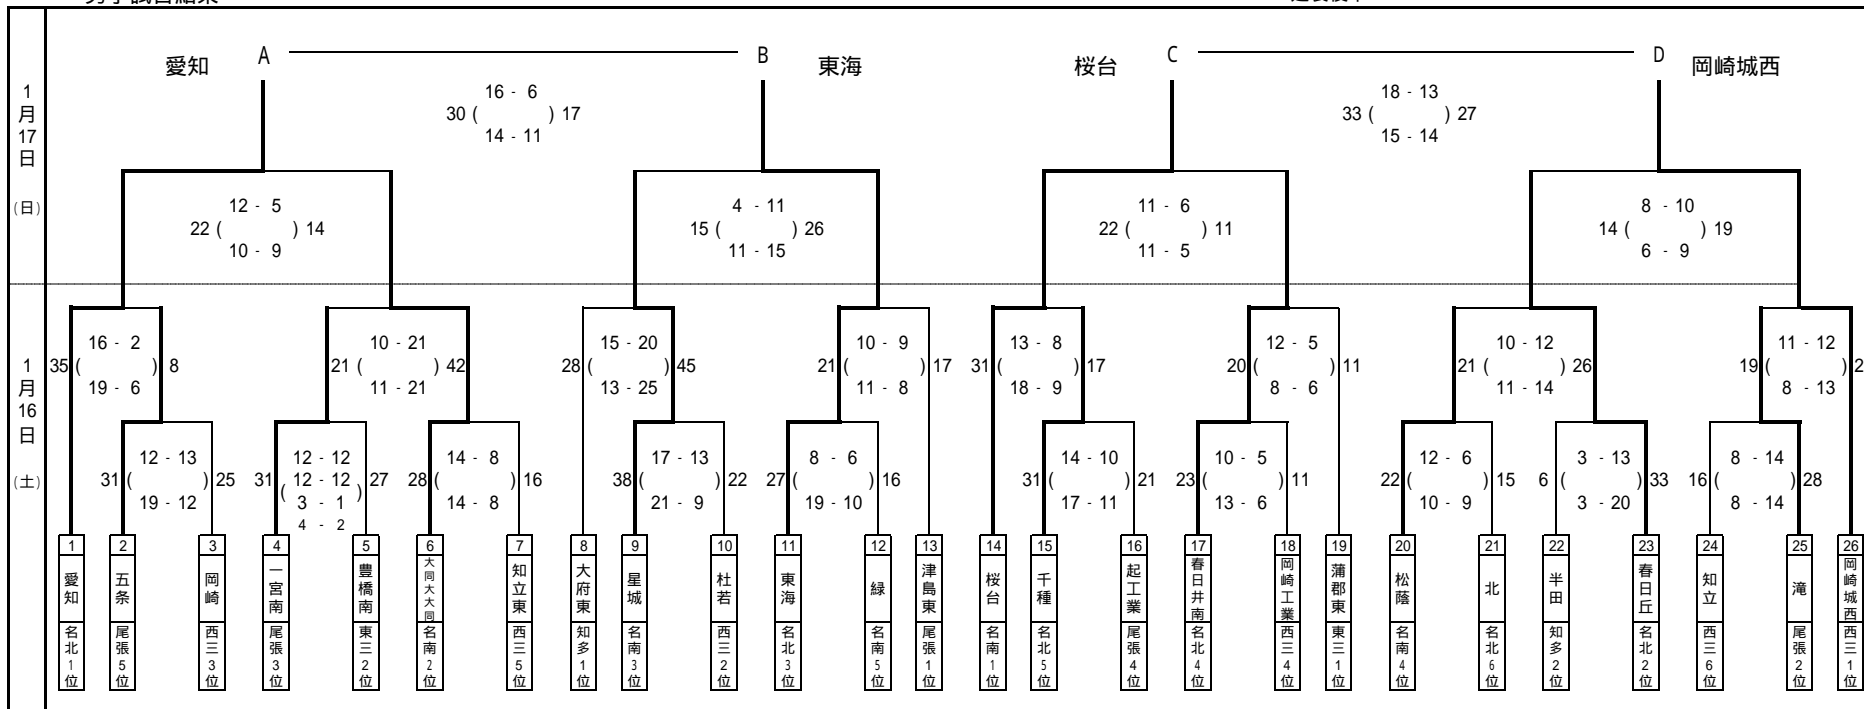 愛知 A B 東海 桜台 C D 岡崎城西
1月17日
(日)
16 - 6
30 ( ) 17
14 - 11
18 - 13
33 ( ) 27
15 - 14
12 - 5
22 ( ) 14
10 - 9
4 - 11
15 ( ) 26
11 - 15
11 - 6
22 ( ) 11
11 - 5
8 - 10
14 ( ) 19
6 - 9
1月16日
(土)
16 - 2
35 ( ) 8
19 - 6
10 - 21
21 ( ) 42
11 - 21
15 - 20
28 ( ) 45
13 - 25
10 - 9
21 ( ) 17
11 - 8
13 - 8
31 ( ) 17
18 - 9
12 - 5
20 ( ) 11
8 - 6
10 - 12
21 ( ) 26
11 - 14
11 - 12
19 ( ) 2
8 - 13
12 - 13
31 ( ) 25
19 - 12
12 - 12
12 - 12
31 ( ) 27
3 - 1
4 - 2
14 - 8
28 ( ) 16
14 - 8
17 - 13
38 ( ) 22
21 - 9
8 - 6
27 ( ) 16
19 - 10
14 - 10
31 ( ) 21
17 - 11
10 - 5
23 ( ) 11
13 - 6
12 - 6
22 ( ) 15
10 - 9
3 - 13
6 ( ) 33
3 - 20
8 - 14
16 ( ) 28
8 - 14
1 愛知 名北1位
2 五条 尾張5位
3 岡崎 西三3位
4 一宮南 尾張3位
5 豊橋南 東三2位
6 大同大大同 名南2位
7 知立東 西三5位
8 大府東 知多1位
9 星城 名南3位
10 杜若 西三2位
11 東海 名北3位
12 緑 名南5位
13 津島東 尾張1位
14 桜台 名南1位
15 千種 名北5位
16 起工業 尾張4位
17 春日井南 名北4位
18 岡崎工業 西三4位
19 蒲郡東 東三1位
20 松蔭 名南4位
21 北 名北6位
22 半田 知多2位
23 春日丘 名北2位
24 知立 西三6位
25 滝 尾張2位
26 岡崎城西 西三1位